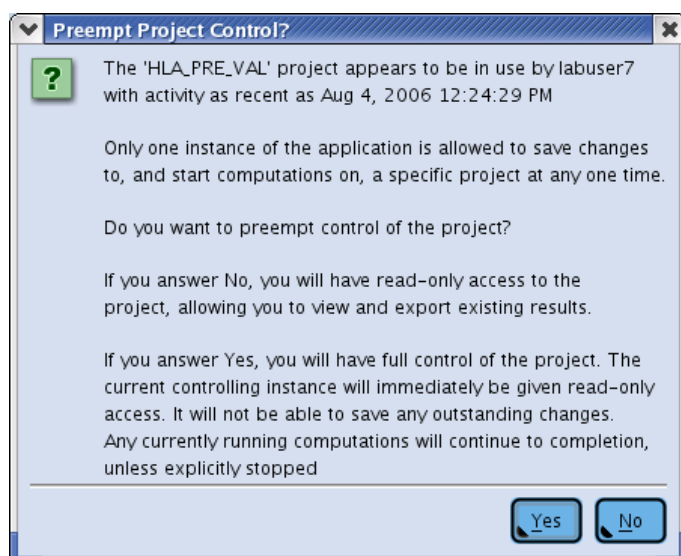 Preempt Project Control?
The 'HLA_PRE_VAL' project appears to be in use by labuser7
with activity as recent as Aug 4, 2006 12:24:29 PM
Only one instance of the application is allowed to save changes
to, and start computations on, a specific project at any one time.
Do you want to preempt control of the project?
If you answer No, you will have read-only access to the
project, allowing you to view and export existing results.
If you answer Yes, you will have full control of the project. The
current controlling instance will immediately be given read-only
access. It will not be able to save any outstanding changes.
Any currently running computations will continue to completion,
unless explicitly stopped
Yes No